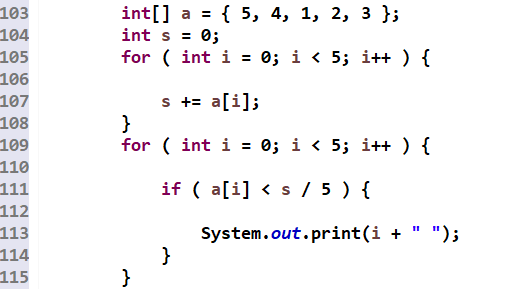 103 int[] a = { 5, 4, 1, 2, 3 };
104 int s = 0;
105 for ( int i = 0; i < 5; i++ ) {
106
107 s += a[i];
108 }
109 for ( int i = 0; i < 5; i++ ) {
110
111 if ( a[i] < s / 5 ) {
112
113 System.out.print(i + " ");
114 }
115 }